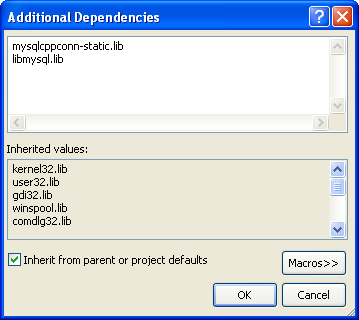 Additional Dependencies
mysqlcppconn-static.lib
libmysql.lib
Inherited values:
kernel32.lib
user32.lib
gdi32.lib
winspool.lib
comdlg32.lib
Inherit from parent or project defaults
Macros>>
OK
Cancel